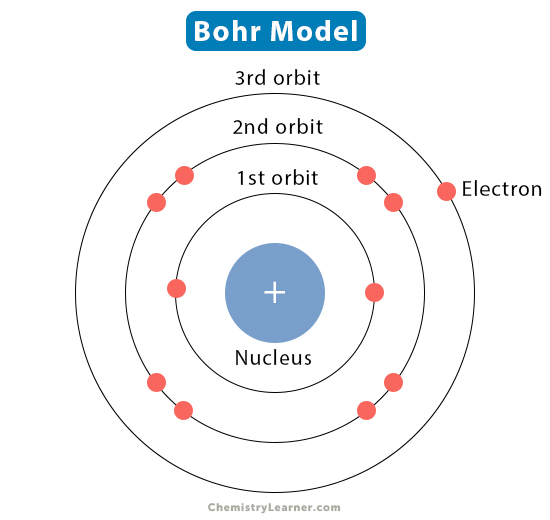 Bohr Model
3rd orbit
2nd orbit
1st orbit
Electron
+
Nucleus
ChemistryLearner.com